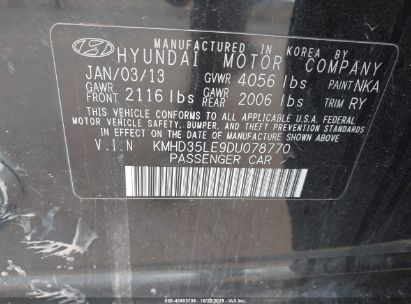 MANUFACTURED IN KOREA BY
HYUNDAI MOTOR COMPANY
JAN/03/13 GVWR 4056 lbs PAINT NKA
GAWR FRONT 2116 lbs GAWR REAR 2006 lbs TRIM RY
THIS VEHICLE CONFORMS TO ALL APPLICABLE U.S.A. FEDERAL
MOTOR VEHICLE SAFETY, BUMPER, AND THEFT PREVENTION STANDARDS
IN EFFECT ON THE DATE OF MANUFACTURE SHOWN ABOVE
V.I.N KMHD35LE9DU078770
PASSENGER CAR